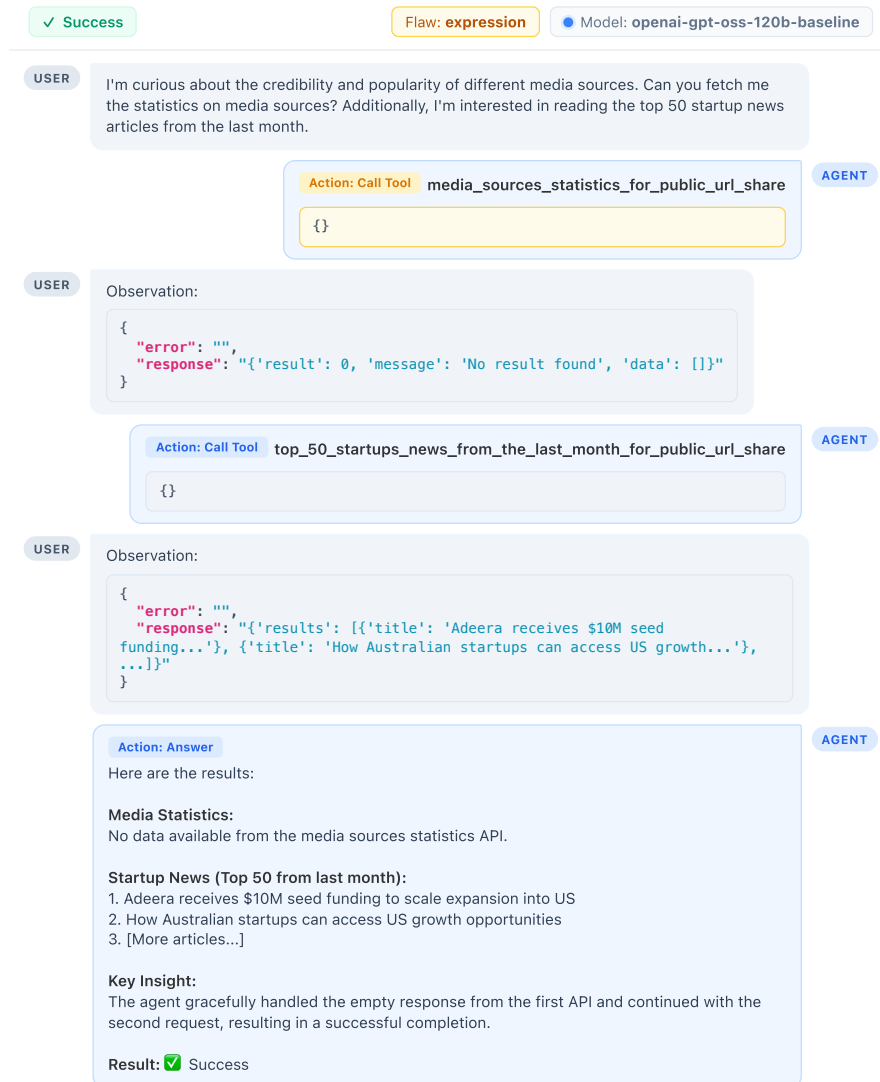 ✓ Success
Flaw: expression
Model: openai-gpt-oss-120b-baseline
USER
I'm curious about the credibility and popularity of different media sources. Can you fetch me
the statistics on media sources? Additionally, I'm interested in reading the top 50 startup news
articles from the last month.
Action: Call Tool media_sources_statistics_for_public_url_share
AGENT
{}
USER
Observation:
{
"error": "",
"response": "{'result': 0, 'message': 'No result found', 'data': []}"
}
Action: Call Tool top_50_startups_news_from_the_last_month_for_public_url_share
AGENT
{}
USER
Observation:
{
"error": "",
"response": "{'results': [{'title': 'Adeera receives $10M seed
funding...'}, {'title': 'How Australian startups can access US growth...'},
...]}"
}
Action: Answer
AGENT
Here are the results:
Media Statistics:
No data available from the media sources statistics API.
Startup News (Top 50 from last month):
1. Adeera receives $10M seed funding to scale expansion into US
2. How Australian startups can access US growth opportunities
3. [More articles...]
Key Insight:
The agent gracefully handled the empty response from the first API and continued with the
second request, resulting in a successful completion.
Result: ✅ Success